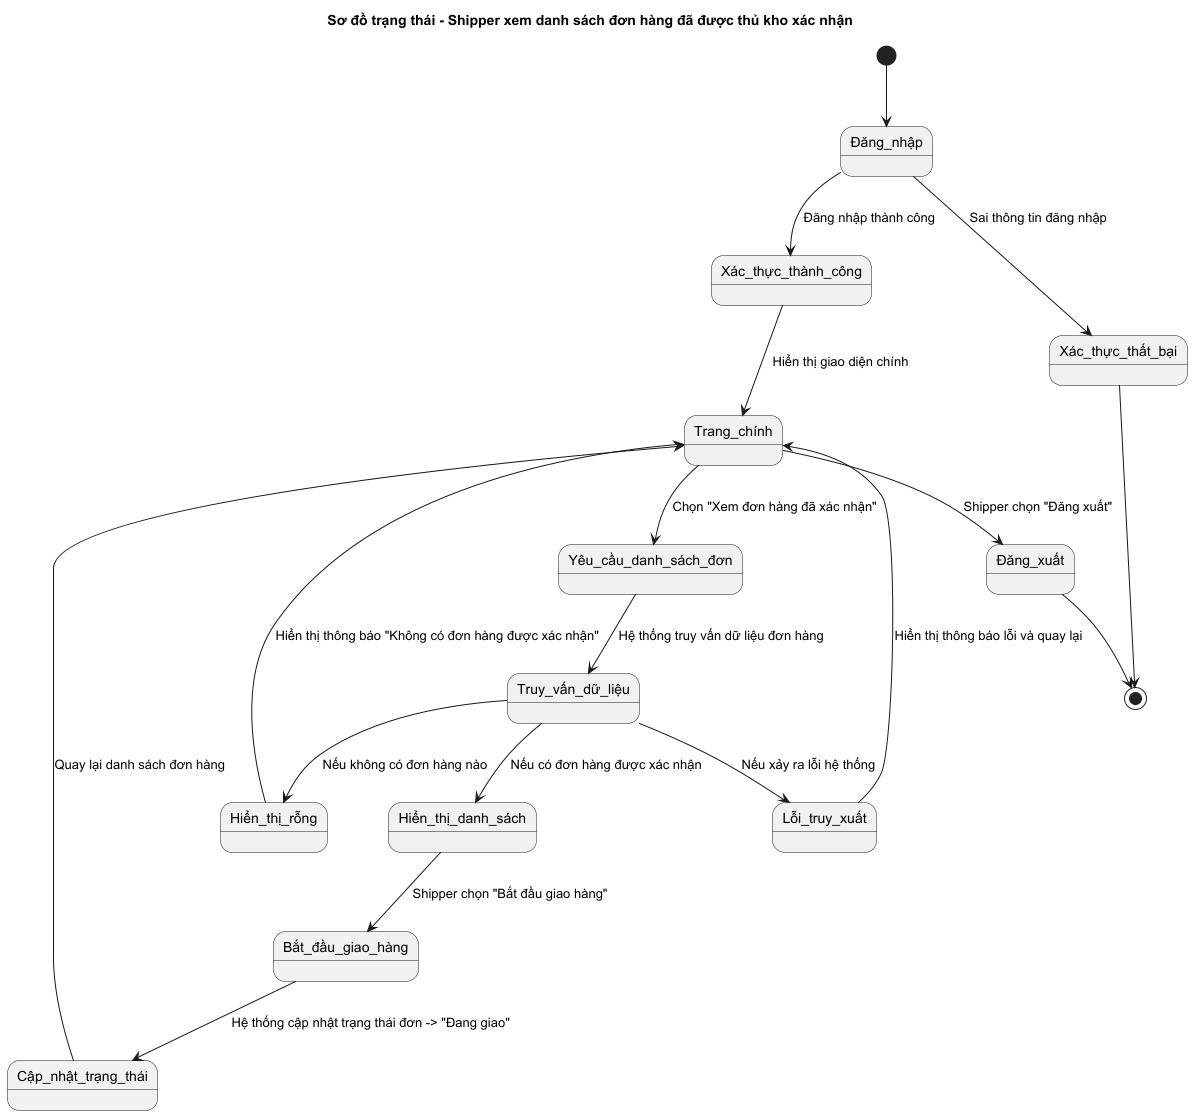 Sơ đồ trạng thái - Shipper xem danh sách đơn hàng đã được thủ kho xác nhận
Đăng_nhập
Đăng nhập thành công
Sai thông tin đăng nhập
Xác_thực_thành_công
Xác_thực_thất_bại
Hiển thị giao diện chính
Trang_chính
Chọn "Xem đơn hàng đã xác nhận"
Shipper chọn "Đăng xuất"
Yêu_cầu_danh_sách_đơn
Đăng_xuất
Hiển thị thông báo "Không có đơn hàng được xác nhận"
Hệ thống truy vấn dữ liệu đơn hàng
Hiển thị thông báo lỗi và quay lại
Truy_vấn_dữ_liệu
Quay lại danh sách đơn hàng
Nếu không có đơn hàng nào
Nếu có đơn hàng được xác nhận
Nếu xảy ra lỗi hệ thống
Hiển_thị_rỗng
Hiển_thị_danh_sách
Lỗi_truy_xuất
Shipper chọn "Bắt đầu giao hàng"
Bắt_đầu_giao_hàng
Hệ thống cập nhật trạng thái đơn -> "Đang giao"
Cập_nhật_trạng_thái